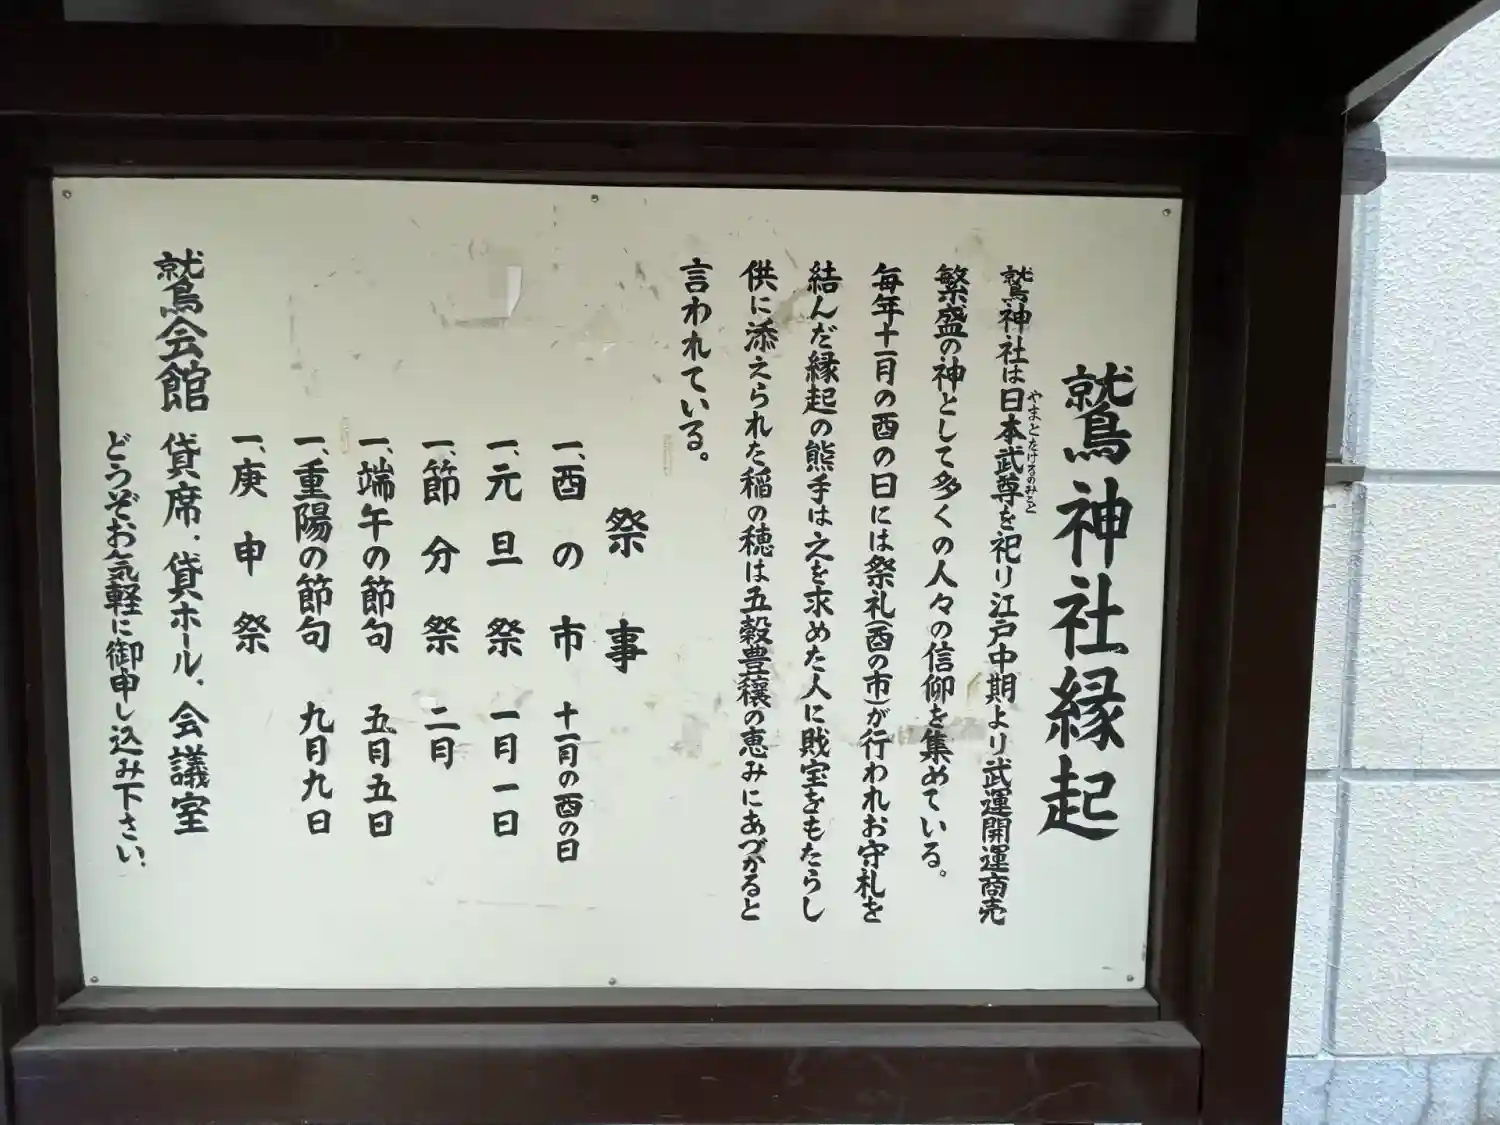 鷲神社縁起
鷲神社は日本武尊を祀り江戸中期より武運開運商売
やまとたけるのみこと
繁盛の神として多くの人々の信仰を集めている。
毎年十一月の酉の日には祭礼(酉の市)が行われお守札を
結んだ縁起の熊手は之を求めた人に財宝をもたらし
供に添えられた稲の穂は五穀豊穣の恵みにあづかると
言われている。
祭事
一、酉の市 十一月の酉の日
一、元旦祭 一月一日
一、節分祭 二月
一、端午の節句 五月五日
一、重陽の節句 九月九日
一、庚申祭
鷲会館 貸席・貸ホール、会議室
どうぞお気軽に御申し込み下さい、